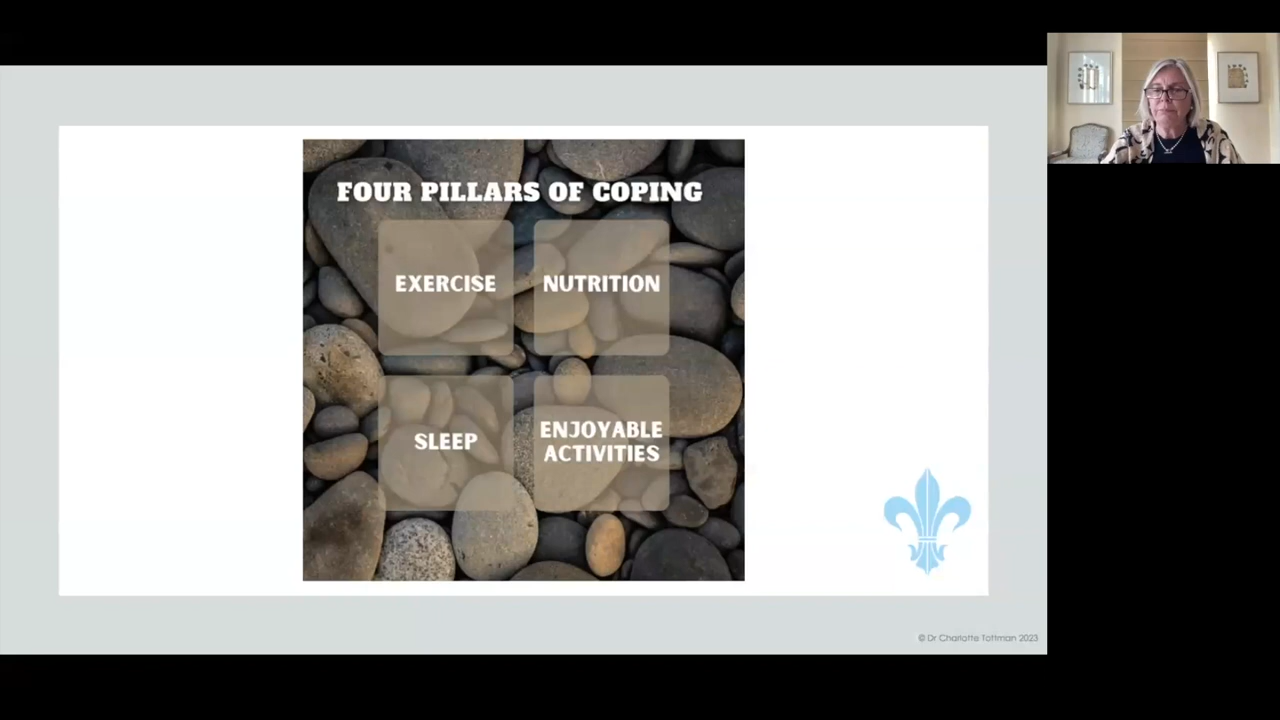 FOUR PILLARS OF COPING
EXERCISE
NUTRITION
SLEEP
ENJOYABLE
ACTIVITIES
© Dr Charlotte Tottman 2023